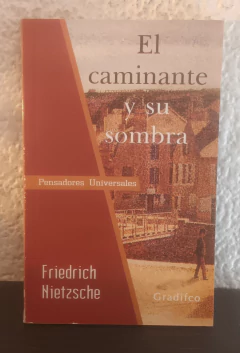 El
caminante
y su
sombra
Pensadores Universales
Friedrich
Nietzsche
Gradifco